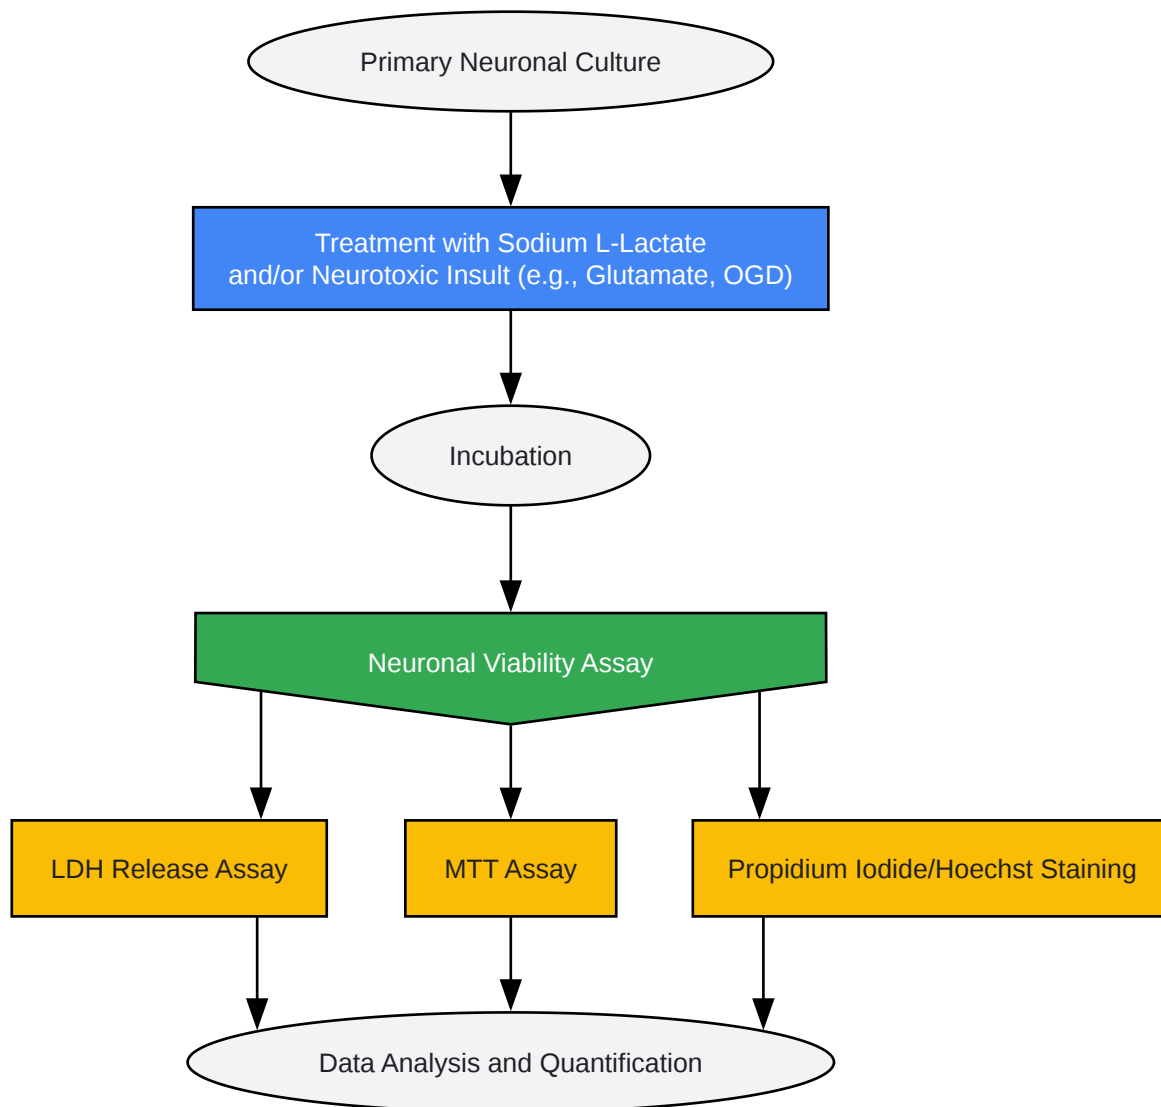 Primary Neuronal Culture
Treatment with Sodium L-Lactate
and/or Neurotoxic Insult (e.g., Glutamate, OGD)
Incubation
Neuronal Viability Assay
LDH Release Assay
MTT Assay
Propidium Iodide/Hoechst Staining
Data Analysis and Quantification